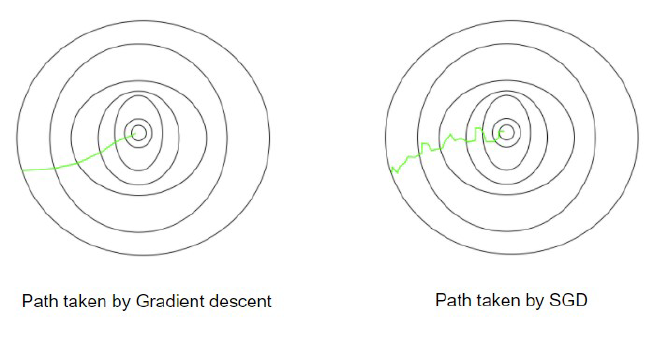 Path taken by Gradient descent
Path taken by SGD